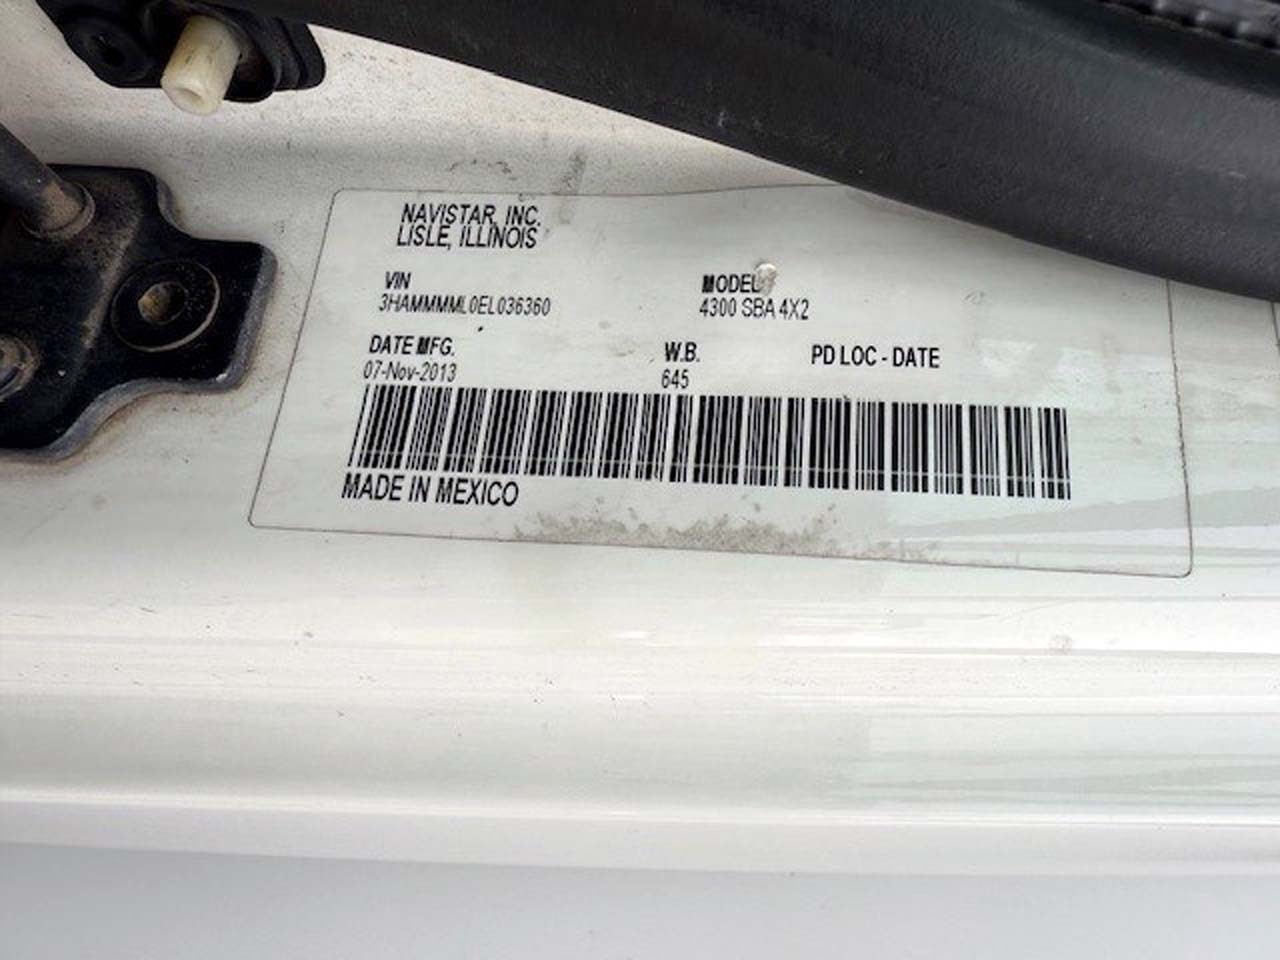 NAVISTAR, INC.
LISLE, ILLINOIS
VIN MODEL
3HAMMMML0EL036360 4300 SBA 4X2
DATE MFG. W.B. PD LOC - DATE
07-Nov-2013 645
MADE IN MEXICO